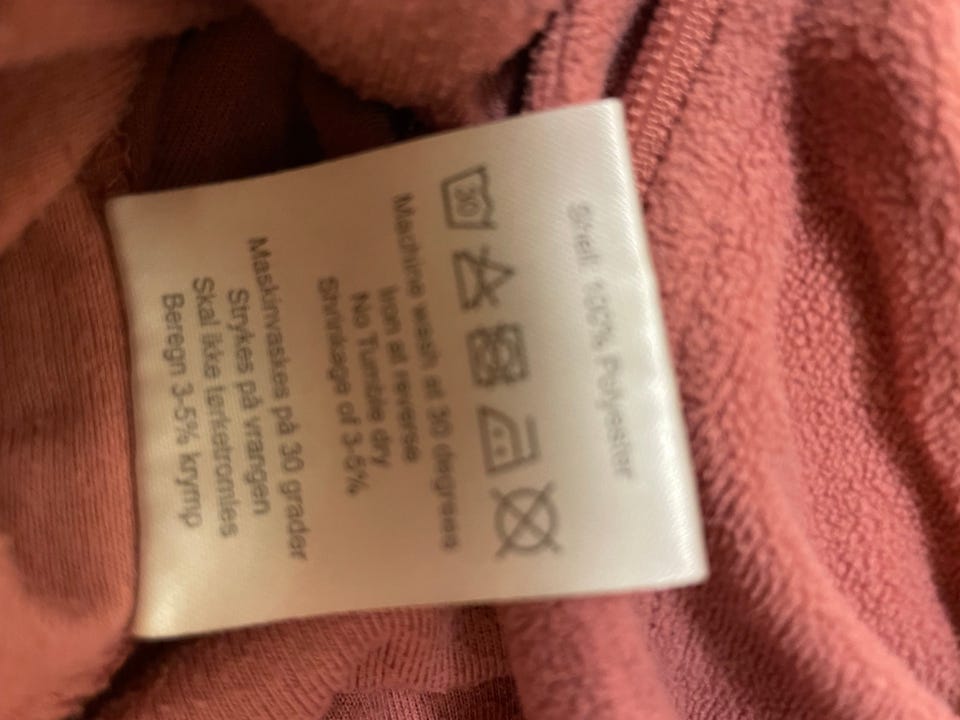 Shell: 100% Polyester
30
Machine wash at 30 degrees
Iron at reverse
No Tumble dry
Shrinkage of 3-5%
Maskinvaskes på 30 grader
Strykes på vrangen
Skal ikke tørketromles
Beregn 3-5% krymp